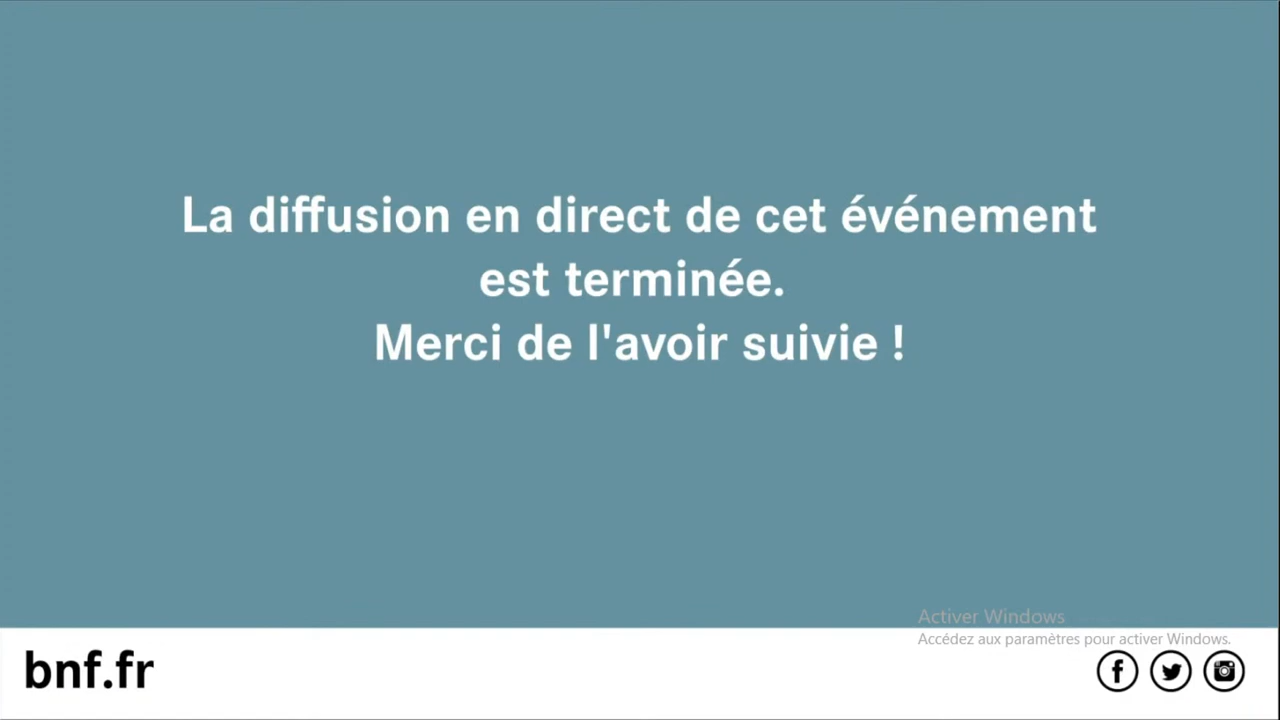 La diffusion en direct de cet événement
est terminée.
Merci de l'avoir suivie !
Activer Windows
Accédez aux paramètres pour activer Windows.
bnf.fr